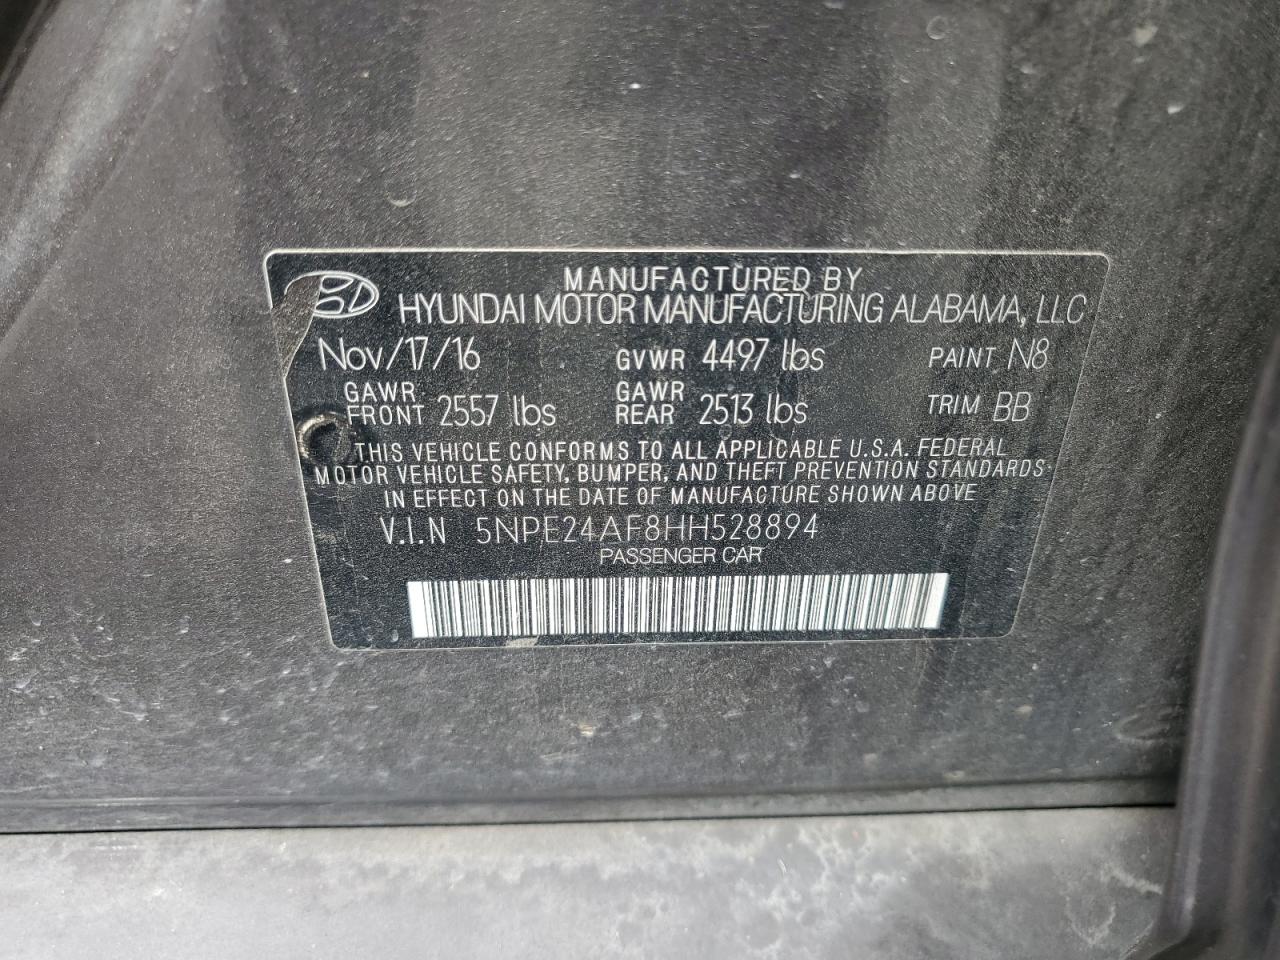 MANUFACTURED BY
HYUNDAI MOTOR MANUFACTURING ALABAMA, LLC
Nov/17/16 GVWR 4497 lbs PAINT N8
GAWR FRONT 2557 lbs GAWR REAR 2513 lbs TRIM BB
THIS VEHICLE CONFORMS TO ALL APPLICABLE U.S.A. FEDERAL
MOTOR VEHICLE SAFETY, BUMPER, AND THEFT PREVENTION STANDARDS
IN EFFECT ON THE DATE OF MANUFACTURE SHOWN ABOVE
V.I.N 5NPE24AF8HH528894
PASSENGER CAR